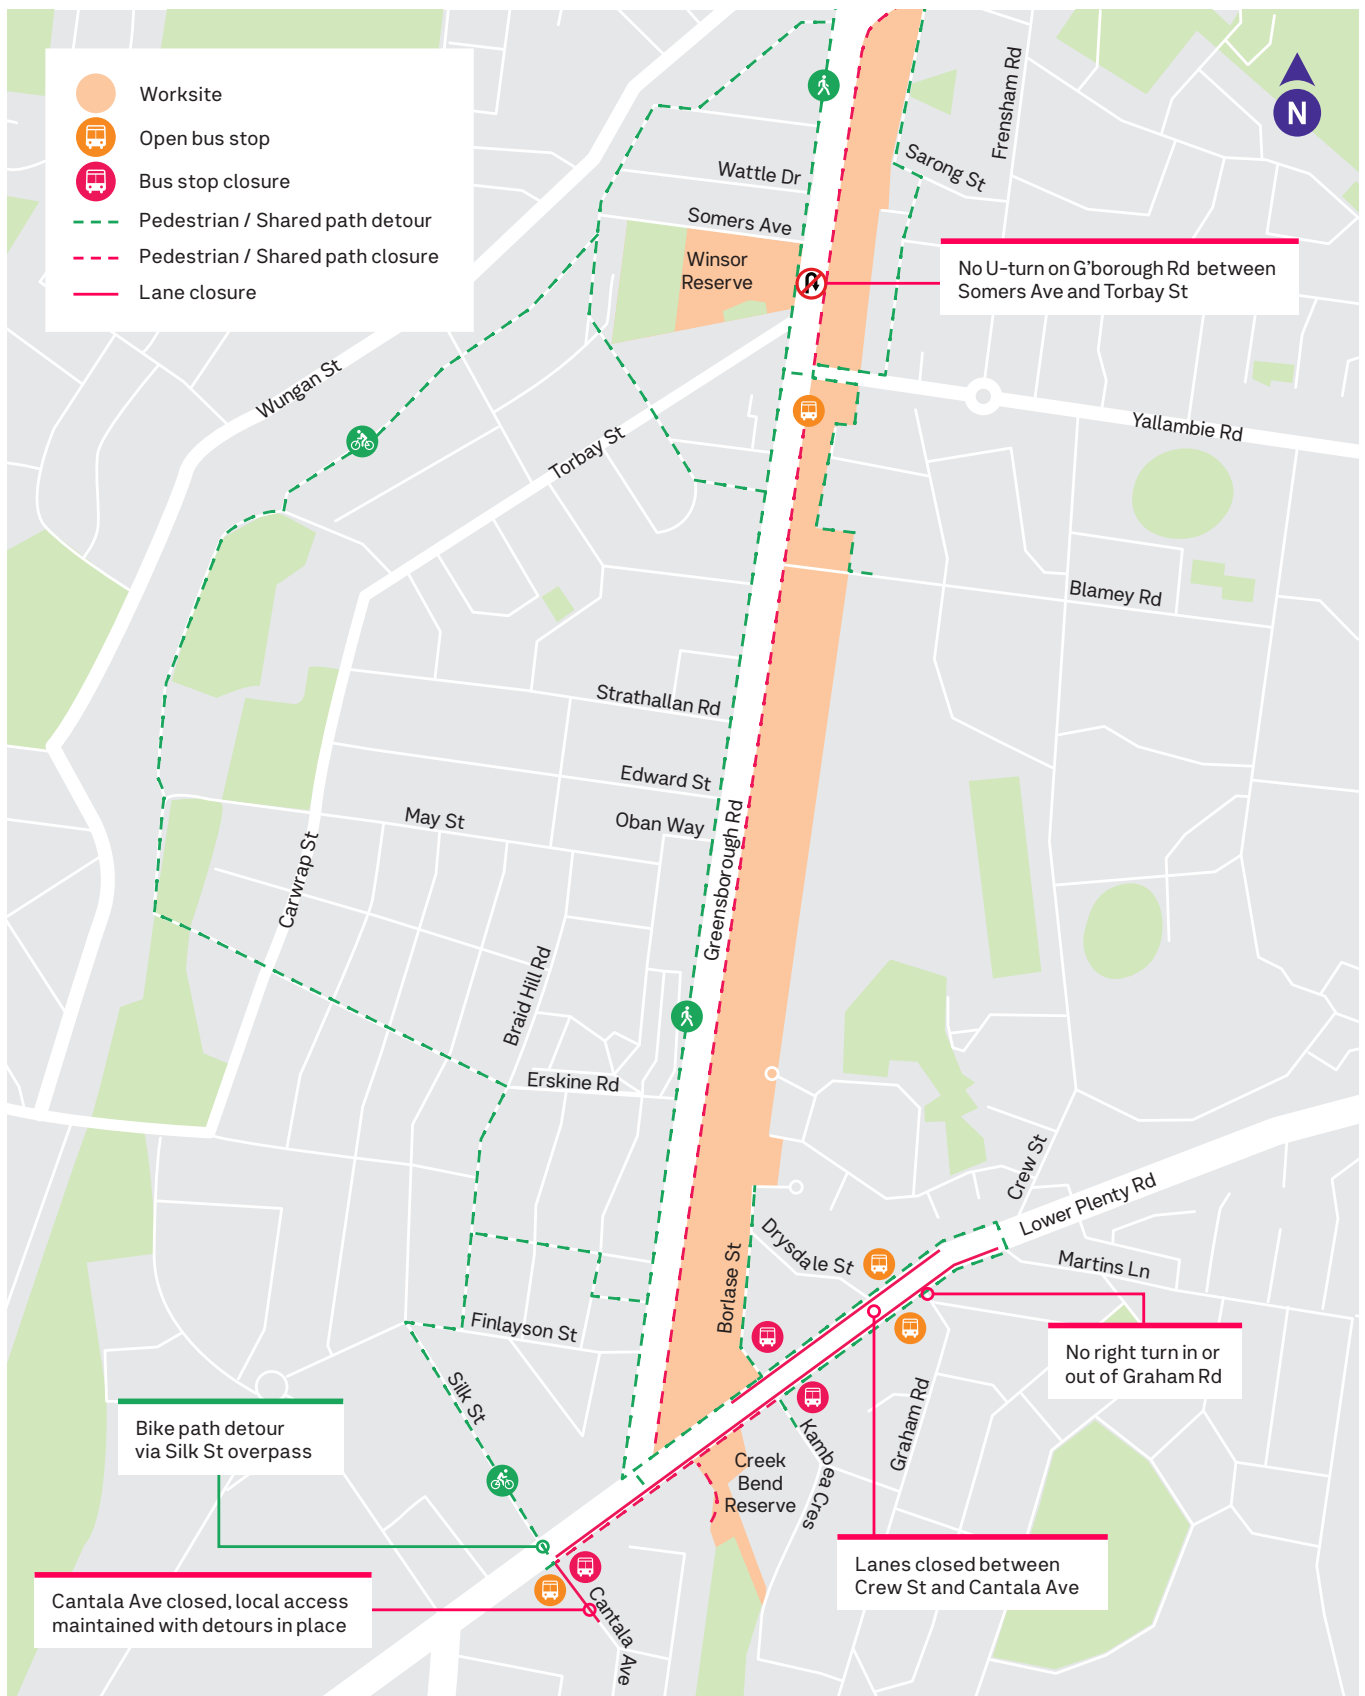 Worksite
Open bus stop
Bus stop closure
Pedestrian / Shared path detour
Pedestrian / Shared path closure
Lane closure
N
Frensham Rd
Sarong St
Wattle Dr
Somers Ave
Winsor
Reserve
No U-turn on G'borough Rd between
Somers Ave and Torbay St
Wungan St
Torbay St
Yallambie Rd
Blamey Rd
Strathallan Rd
Edward St
Oban Way
May St
Greensborough Rd
Carwrap St
Braid Hill Rd
Erskine Rd
Crew St
Lower Plenty Rd
Drysdale St
Martins Ln
Borlase St
Finlayson St
No right turn in or
out of Graham Rd
Silk St
Graham Rd
Kambea Cres
Bike path detour
via Silk St overpass
Creek
Bend
Reserve
Lanes closed between
Crew St and Cantala Ave
Cantala Ave closed, local access
maintained with detours in place
Cantala Ave